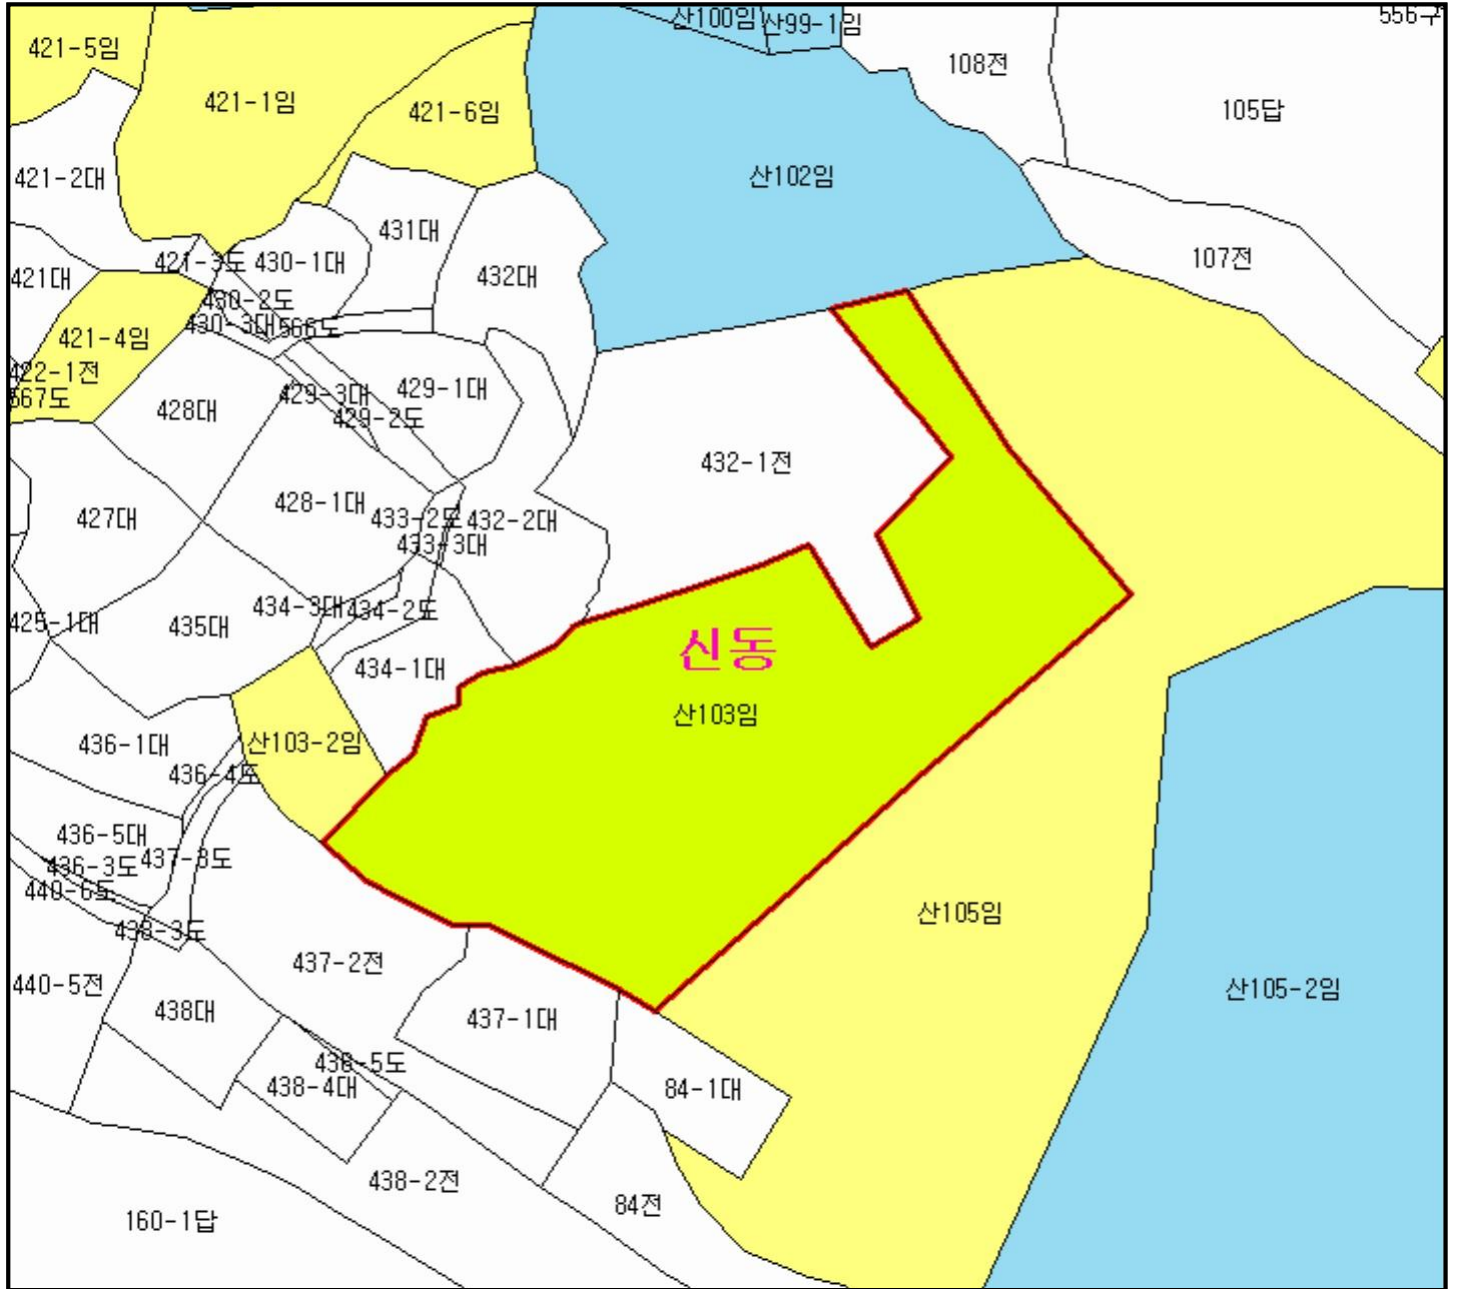 산100임
산99-1임
556구
421-5임
108전
421-1임
421-6임
105답
421-2대
산102임
431대
107전
421-3도
430-1대
421대
432대
430-2도
430-3대
566도
421-4임
422-1전
567도
429-3대
429-1대
428대
429-2도
432-1전
428-1대
427대
433-2도
432-2대
433-3대
434-3대
434-2도
425-1대
435대
신동
434-1대
산103임
436-1대
산103-2임
436-4도
436-5대
437-3도
436-3도
440-6도
산105임
438-3도
437-2전
440-5전
산105-2임
438대
437-1대
438-5도
438-4대
84-1대
438-2전
84전
160-1답